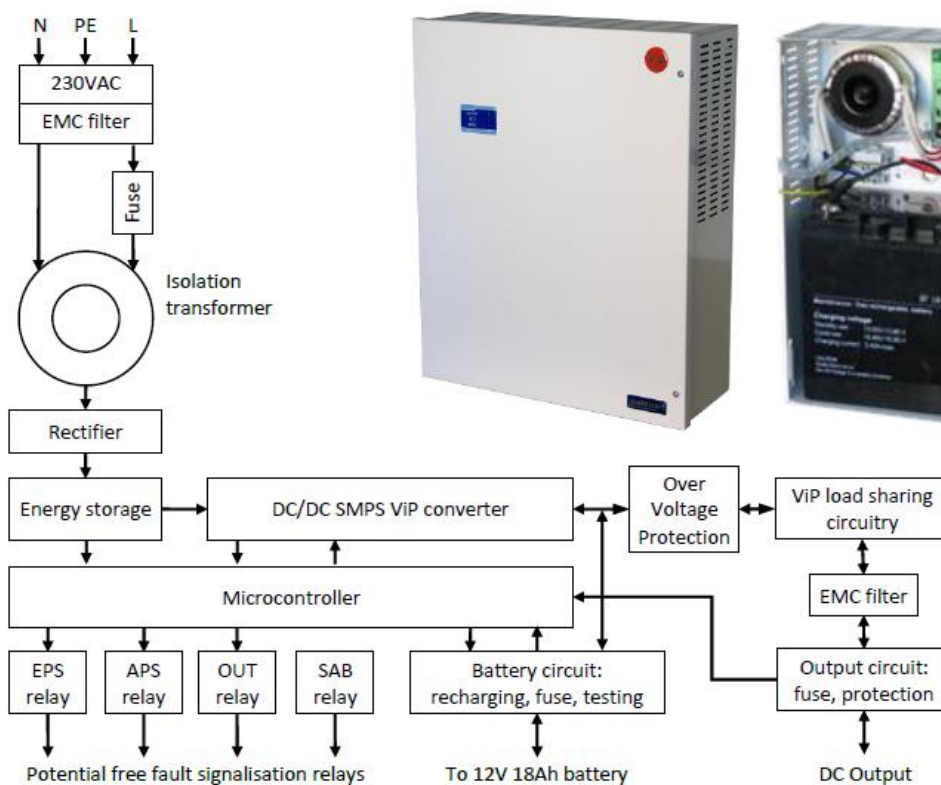 N PE L
230VAC
EMC filter
Fuse
Isolation
transformer
Rectifier
Energy storage
DC/DC SMPS ViP converter
Over
Voltage
Protection
ViP load sharing
circuitry
Microcontroller
EMC filter
EPS
relay
APS
relay
OUT
relay
SAB
relay
Battery circuit:
recharging, fuse, testing
Output circuit:
fuse, protection
Potential free fault signalisation relays
To 12V 18Ah battery
DC Output
Charging voltage